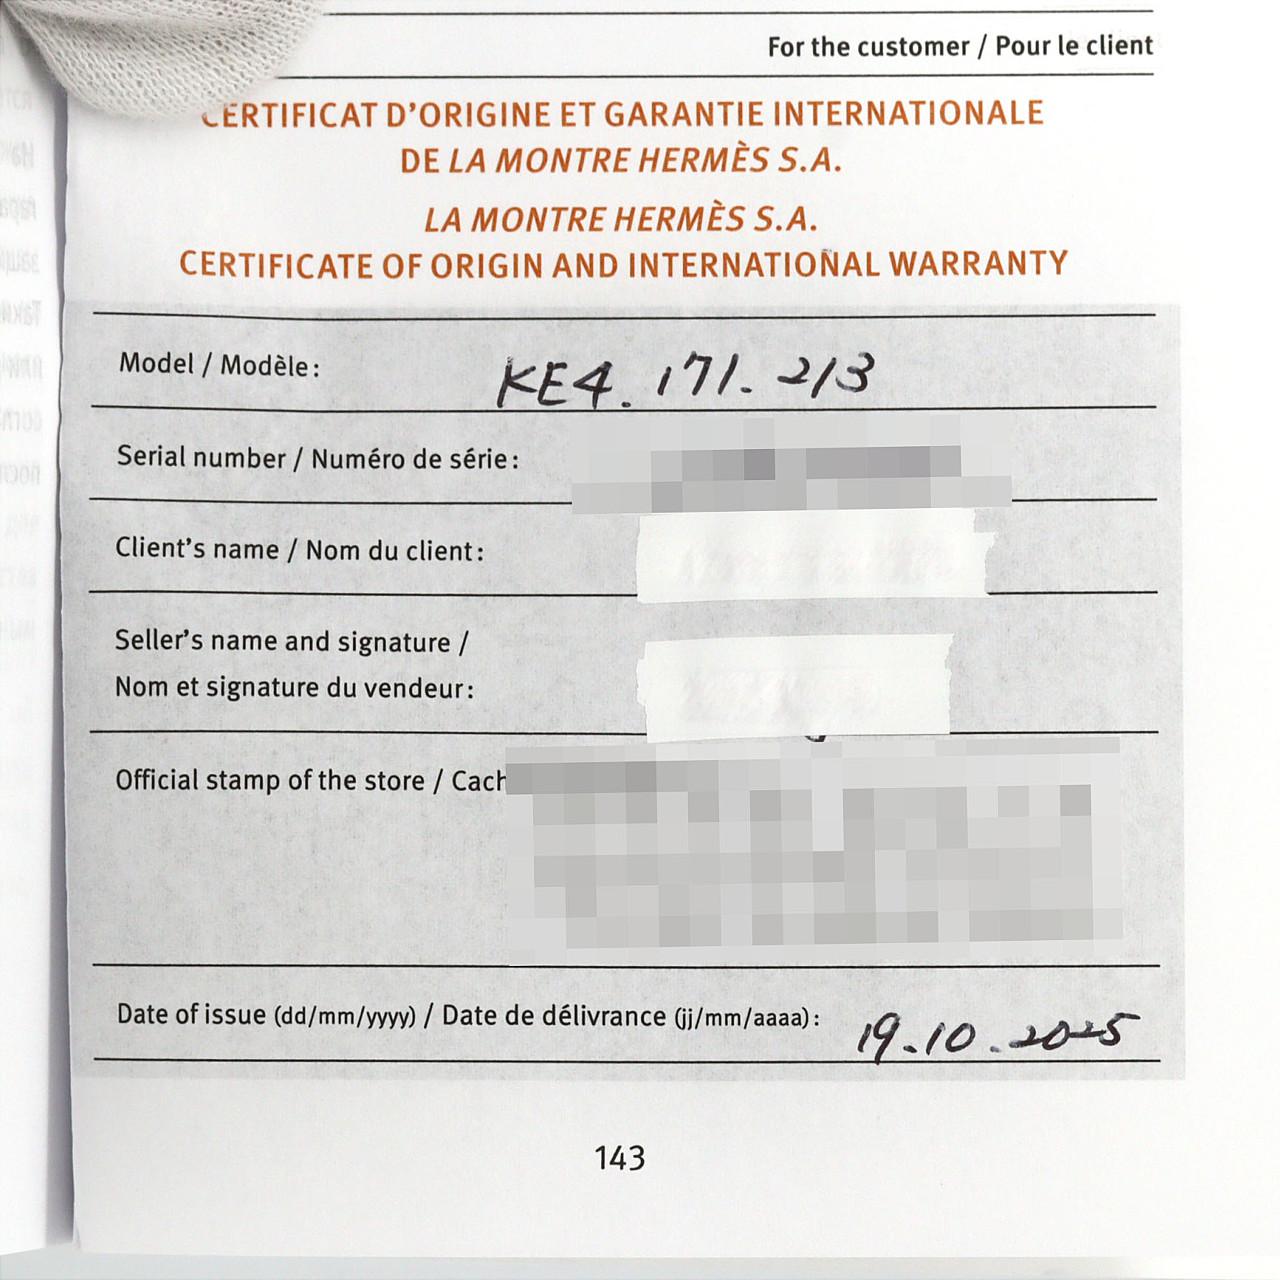 For the customer / Pour le client
CERTIFICAT D'ORIGINE ET GARANTIE INTERNATIONALE
DE LA MONTRE HERMÈS S.A.
LA MONTRE HERMÈS S.A.
CERTIFICATE OF ORIGIN AND INTERNATIONAL WARRANTY
Model / Modèle : KE4.171.213
Serial number / Numéro de série :
Client's name / Nom du client :
Seller's name and signature /
Nom et signature du vendeur :
Official stamp of the store /
Date of issue (dd/mm/yyyy) / Date de délivrance (jj/mm/aaaa) : 19.10.2025
143